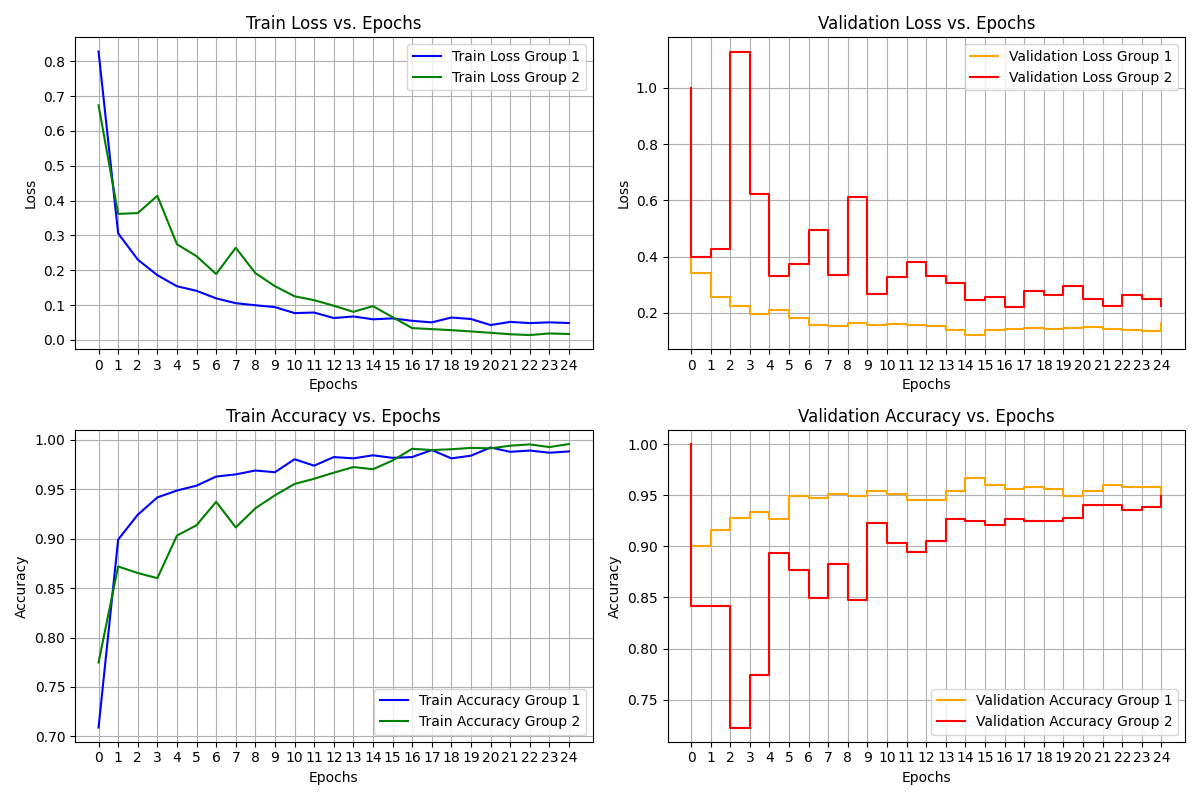 Train Loss vs. Epochs
Train Loss Group 1
Train Loss Group 2
0.8
0.7
0.6
0.5
0.4
0.3
0.2
0.1
0.0
Loss
0 1 2 3 4 5 6 7 8 9 10 11 12 13 14 15 16 17 18 19 20 21 22 23 24
Epochs
Validation Loss vs. Epochs
Validation Loss Group 1
Validation Loss Group 2
1.0
0.8
0.6
0.4
0.2
Loss
0 1 2 3 4 5 6 7 8 9 10 11 12 13 14 15 16 17 18 19 20 21 22 23 24
Epochs
Train Accuracy vs. Epochs
1.00
0.95
0.90
0.85
0.80
0.75
0.70
Accuracy
Train Accuracy Group 1
Train Accuracy Group 2
0 1 2 3 4 5 6 7 8 9 10 11 12 13 14 15 16 17 18 19 20 21 22 23 24
Epochs
Validation Accuracy vs. Epochs
1.00
0.95
0.90
0.85
0.80
0.75
Accuracy
Validation Accuracy Group 1
Validation Accuracy Group 2
0 1 2 3 4 5 6 7 8 9 10 11 12 13 14 15 16 17 18 19 20 21 22 23 24
Epochs